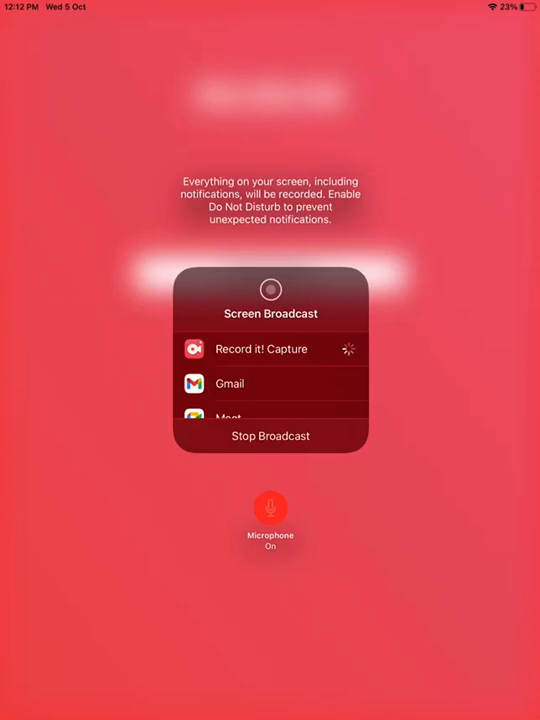 12:12 PM Wed 5 Oct 23%
Everything on your screen, including
notifications, will be recorded. Enable
Do Not Disturb to prevent
unexpected notifications.
Screen Broadcast
Record it! Capture
Gmail
Meet
Stop Broadcast
Microphone
On